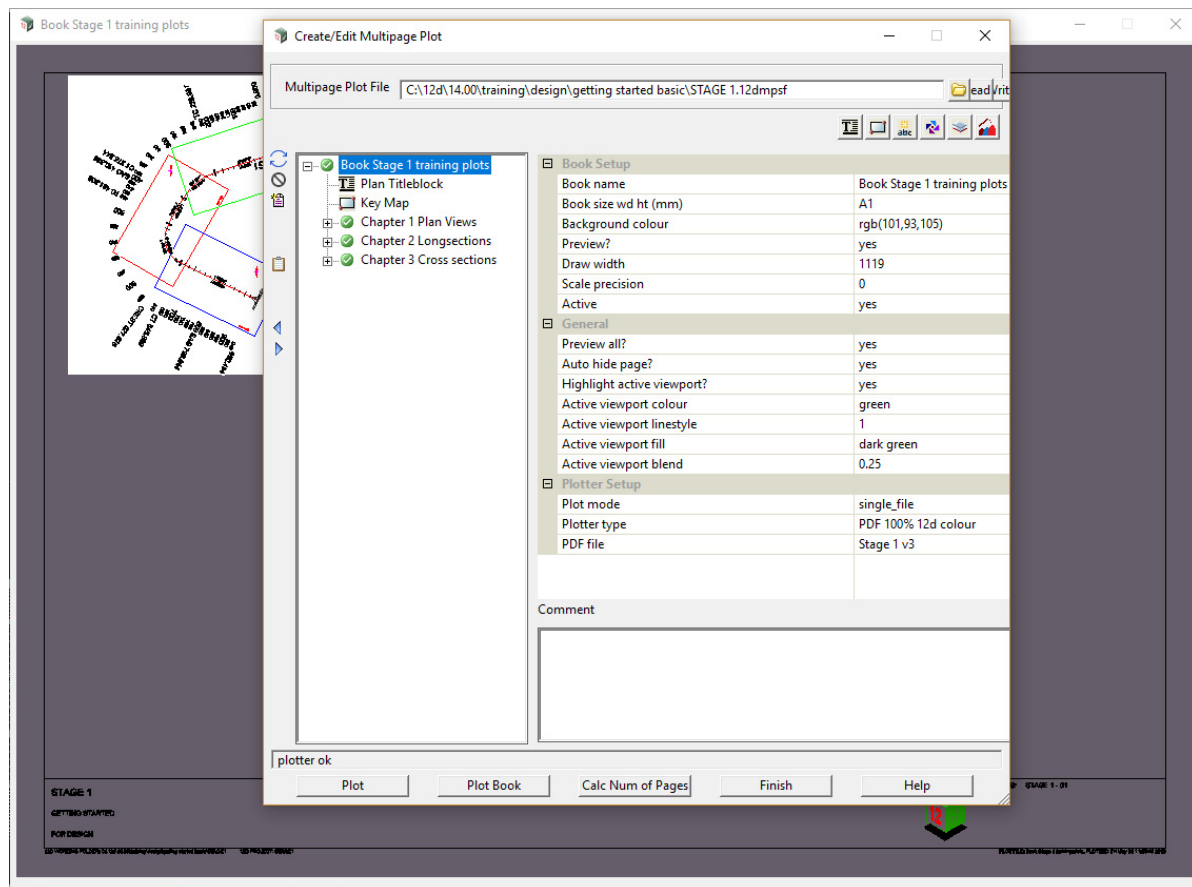 Book Stage 1 training plots
Create/Edit Multipage Plot
Multipage Plot File C:\12d\14.00\training\design\getting started basic\STAGE 1.12dmpsf ead Writ
abc
Book Stage 1 training plots
Plan Titleblock
Key Map
Chapter 1 Plan Views
Chapter 2 Longsections
Chapter 3 Cross sections
Book Setup
Book name Book Stage 1 training plots
Book size wd ht (mm) A1
Background colour rgb(101,93,105)
Preview? yes
Draw width 1119
Scale precision 0
Active yes
General
Preview all? yes
Auto hide page? yes
Highlight active viewport? yes
Active viewport colour green
Active viewport linestyle 1
Active viewport fill dark green
Active viewport blend 0.25
Plotter Setup
Plot mode single_file
Plotter type PDF 100% 12d colour
PDF file Stage 1 v3
Comment
plotter ok
Plot Plot Book Calc Num of Pages Finish Help
STAGE 1
GETTING STARTED
FOR DESIGN
STAGE 1 - 01
12